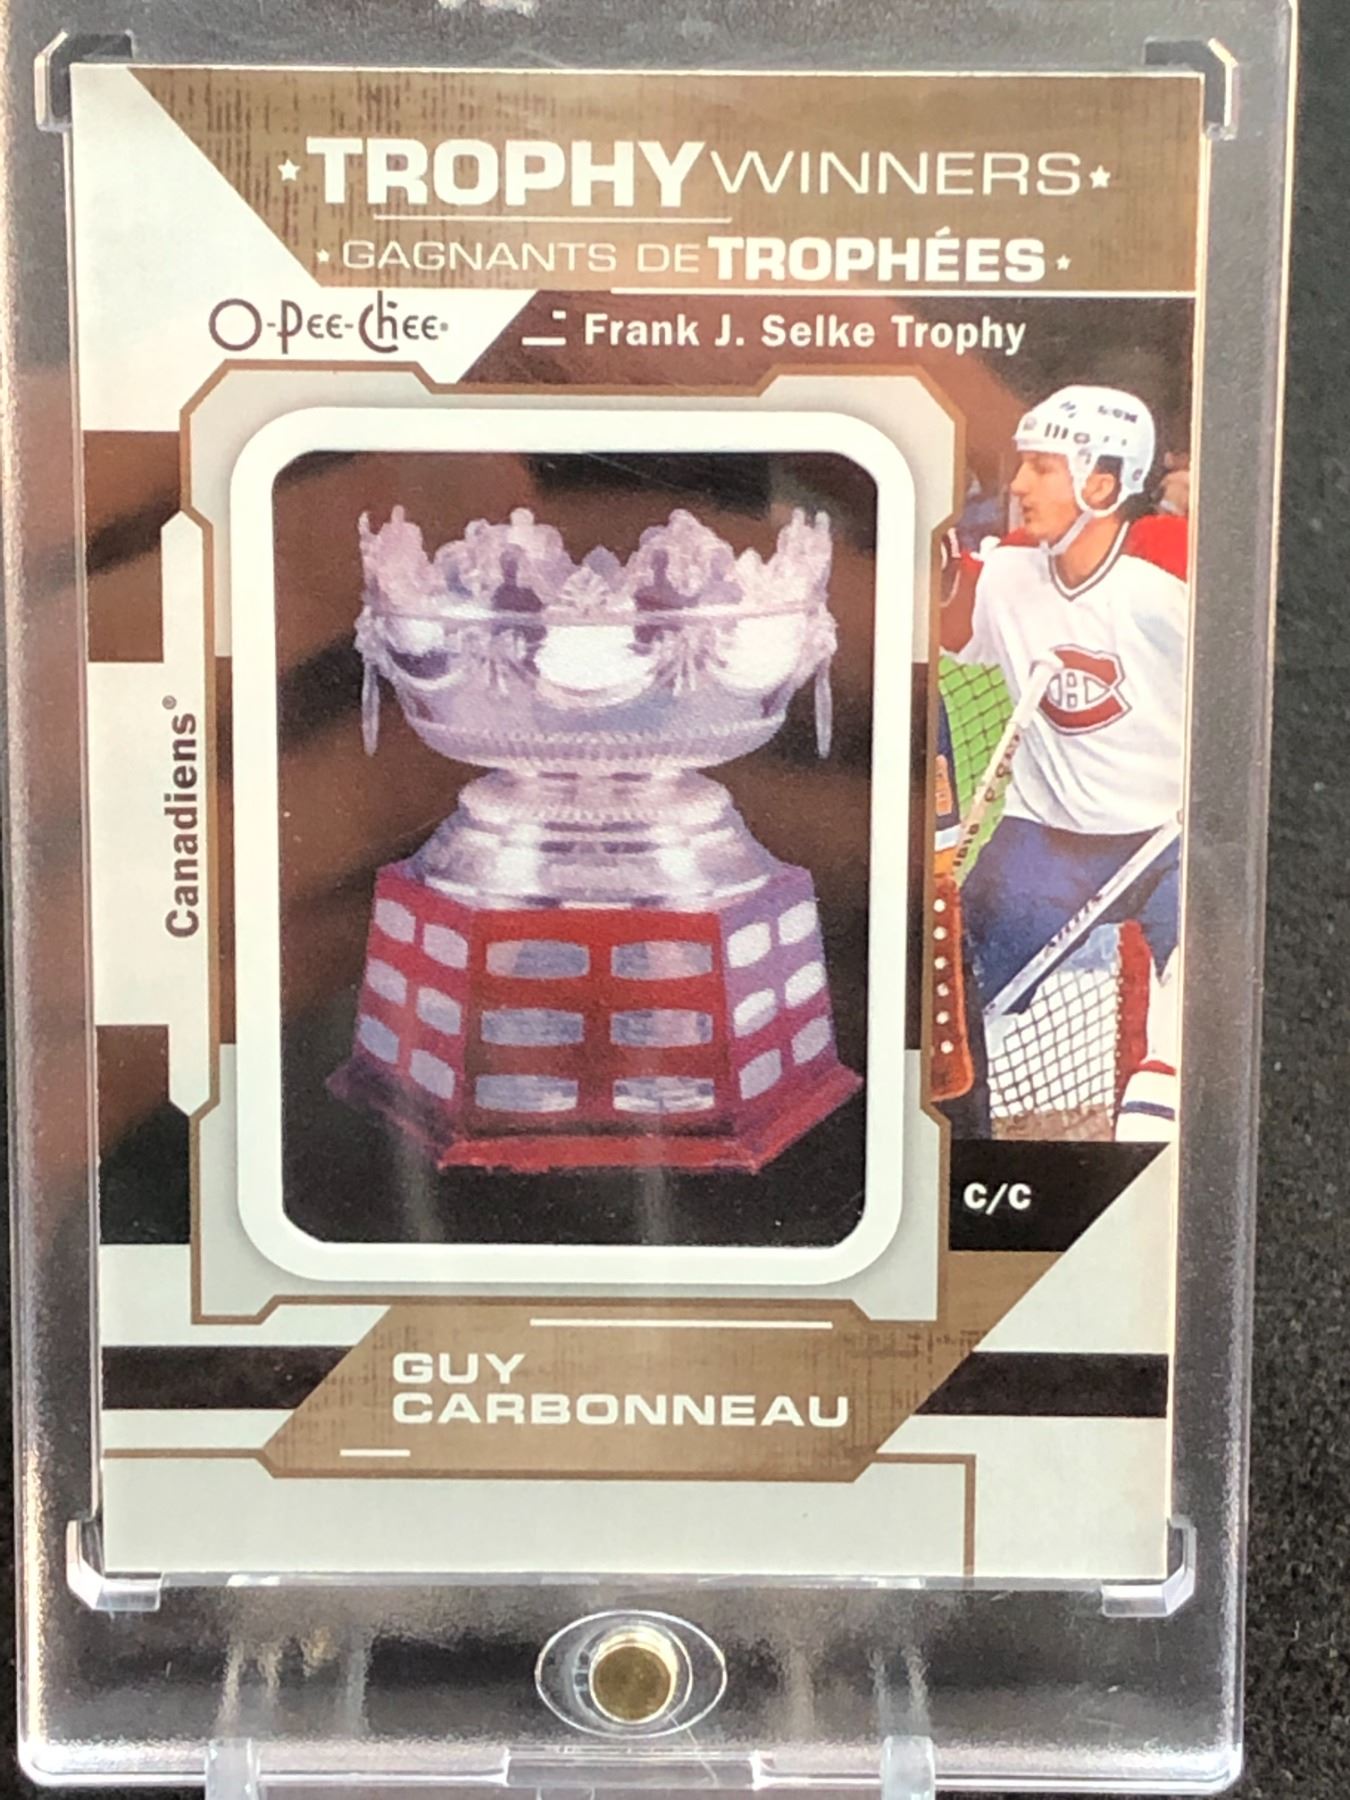 TROPHY WINNERS
GAGNANTS DE TROPHÉES
O-Pee-Chee
Frank J. Selke Trophy
Canadiens®
C/C
GUY
CARBONNEAU